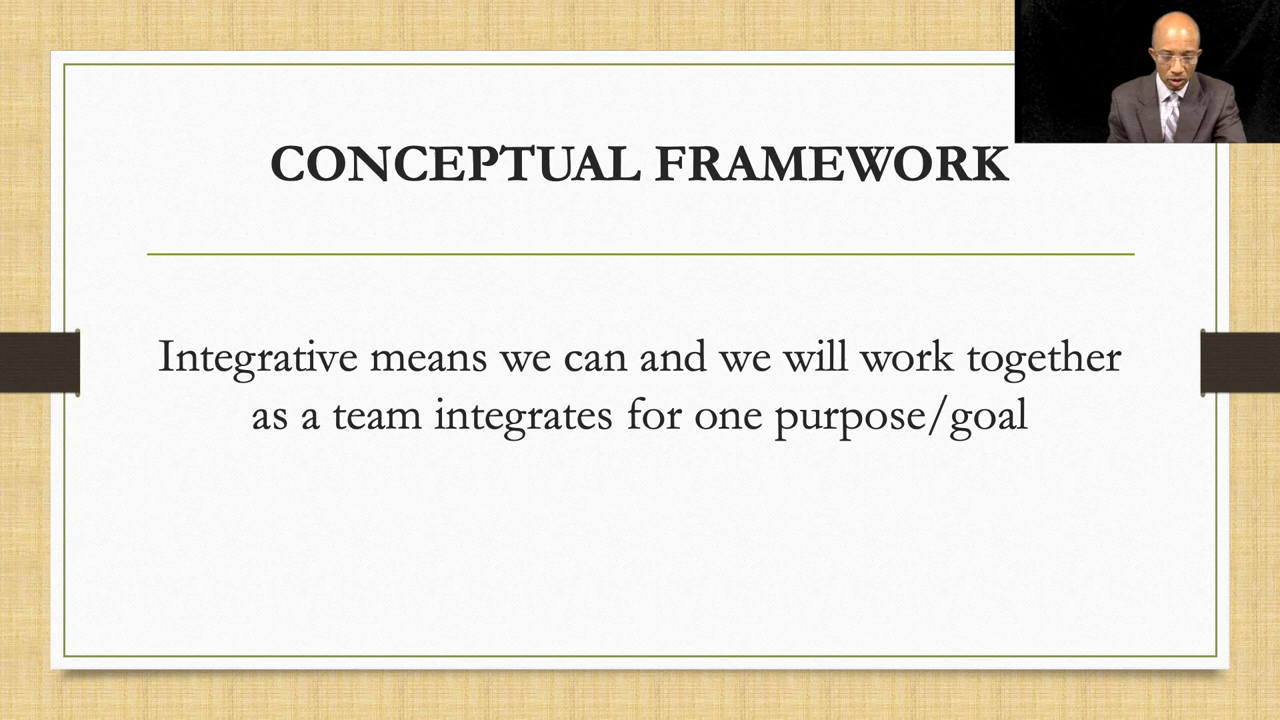 CONCEPTUAL FRAMEWORK
Integrative means we can and we will work together
as a team integrates for one purpose/goal